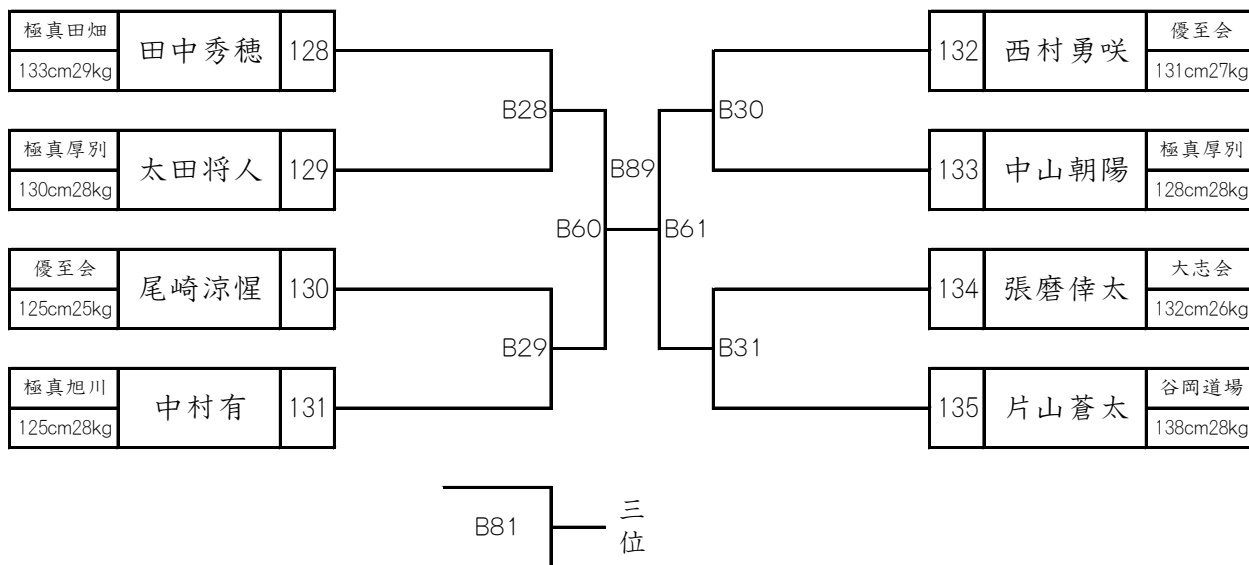 極真田畑
133cm29kg
田中秀穂
128
極真厚別
130cm28kg
太田将人
129
優至会
125cm25kg
尾崎涼惺
130
極真旭川
125cm28kg
中村有
131
B28
B29
B60
B89
B61
B30
B31
132
西村勇咲
優至会
131cm27kg
133
中山朝陽
極真厚別
128cm28kg
134
張磨倖太
大志会
132cm26kg
135
片山蒼太
谷岡道場
138cm28kg
B81
三位